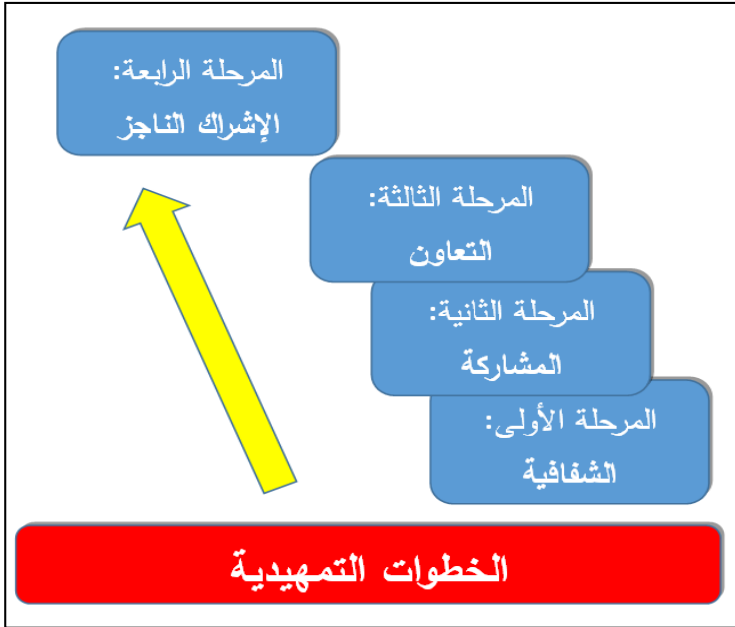 المرحلة الرابعة:
الإشراك الناجز
المرحلة الثالثة:
التعاون
المرحلة الثانية:
المشاركة
المرحلة الأولى:
الشفافية
الخطوات التمهيدية